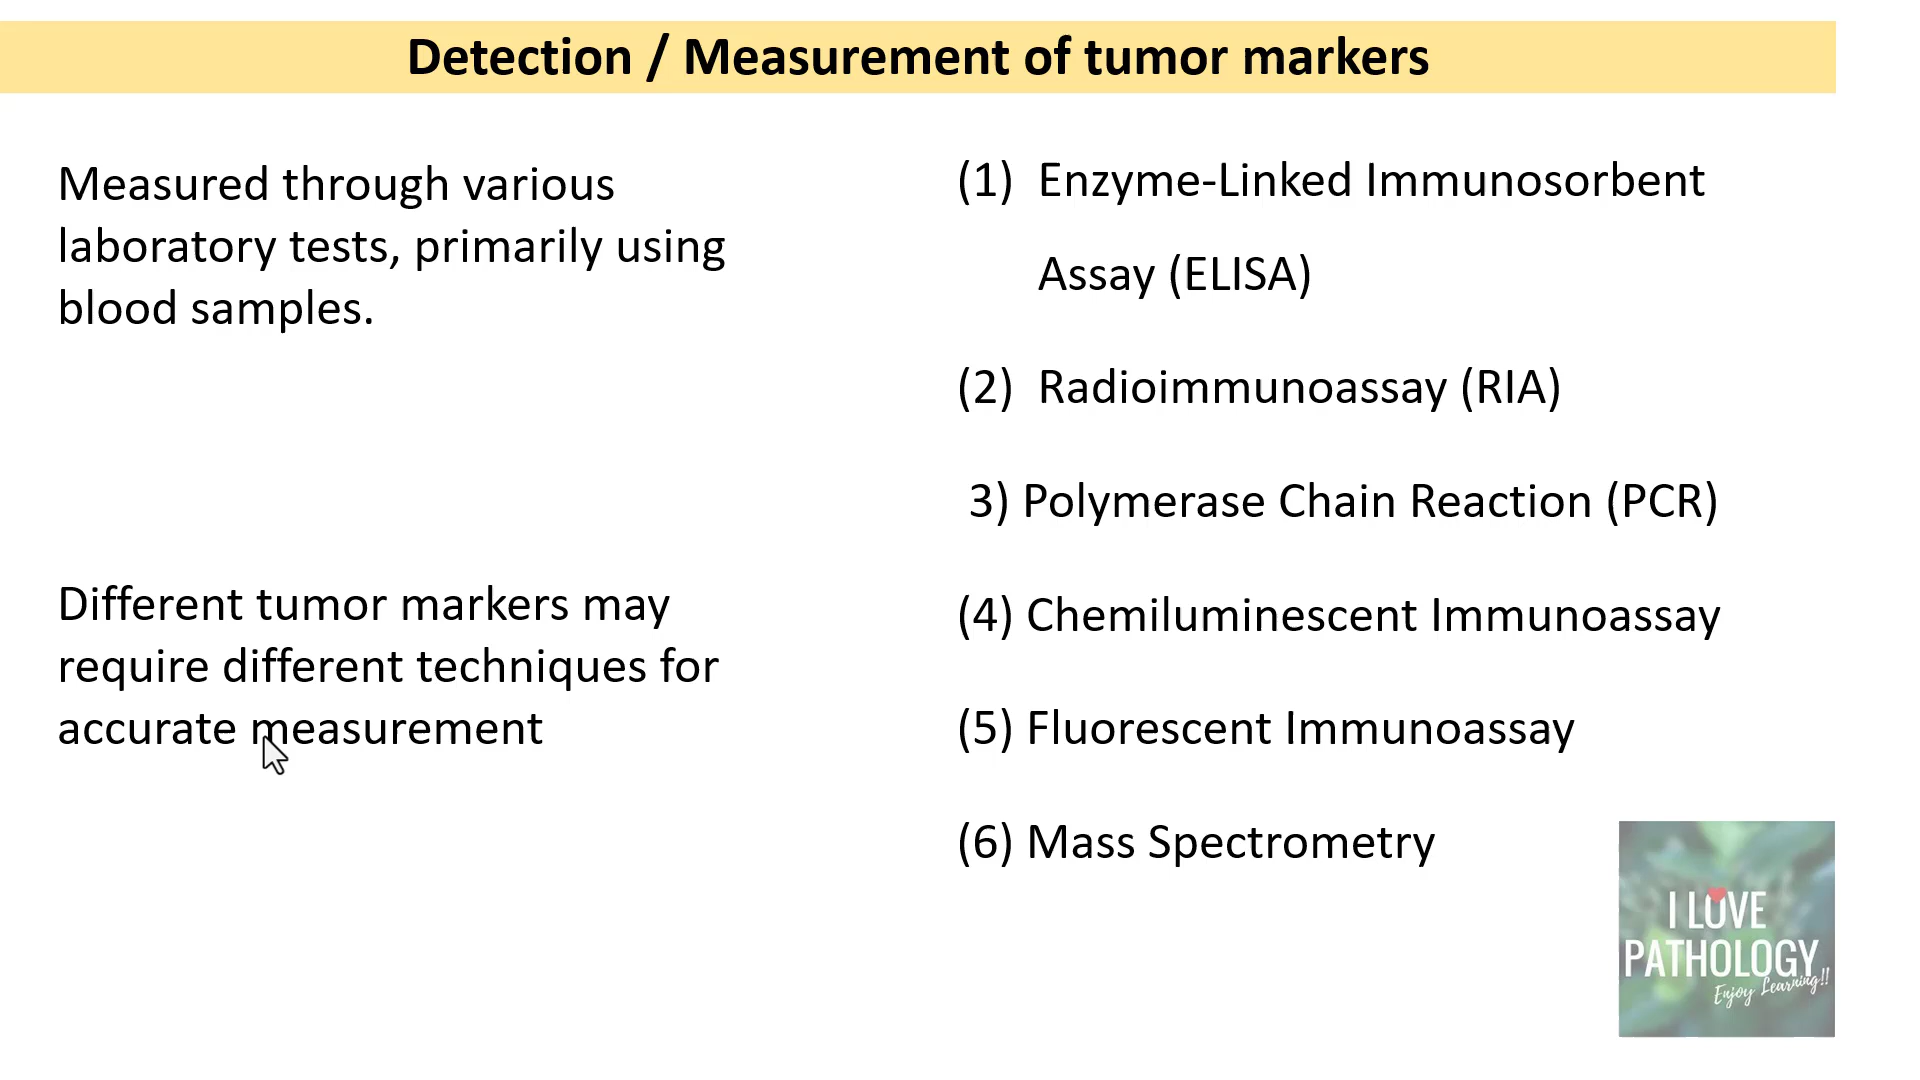 Detection / Measurement of tumor markers
Measured through various
laboratory tests, primarily using
blood samples.
Different tumor markers may
require different techniques for
accurate measurement
(1) Enzyme-Linked Immunosorbent
Assay (ELISA)
(2) Radioimmunoassay (RIA)
3) Polymerase Chain Reaction (PCR)
(4) Chemiluminescent Immunoassay
(5) Fluorescent Immunoassay
(6) Mass Spectrometry
I LOVE
PATHOLOGY
Enjoy Learning!!